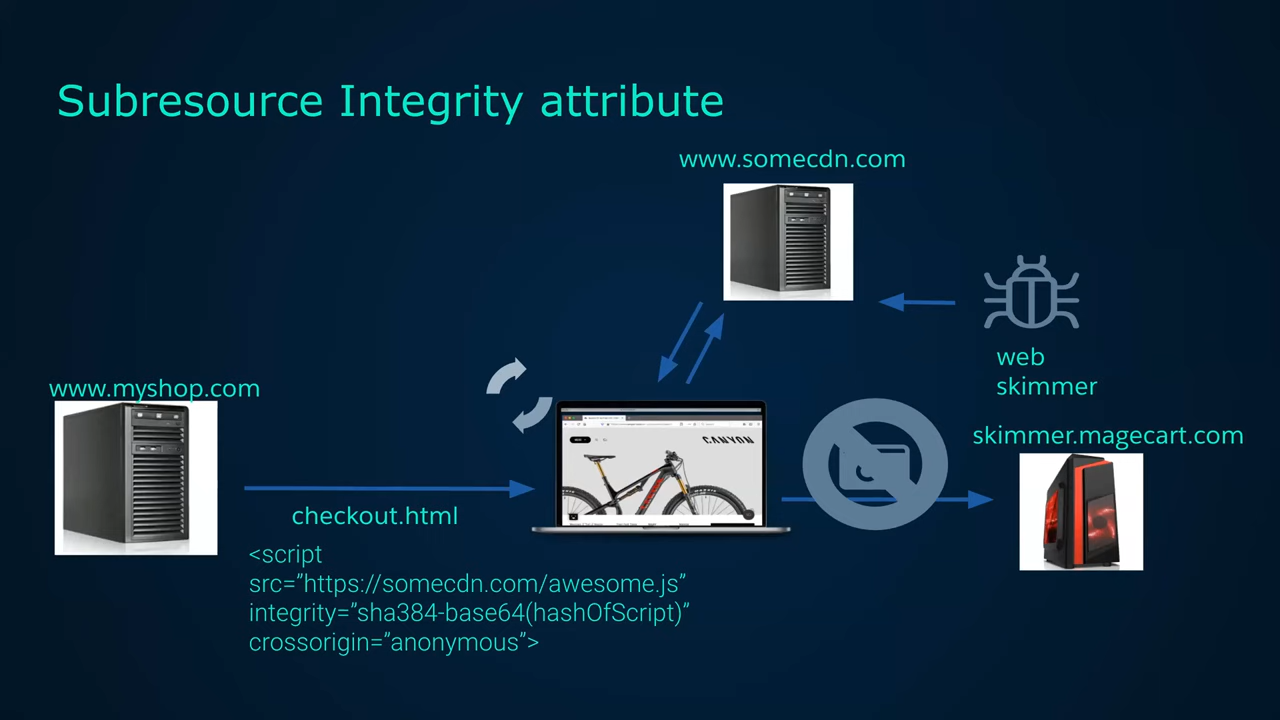 Subresource Integrity attribute
www.somecdn.com
web
skimmer
www.myshop.com
skimmer.magecart.com
CANYON
checkout.html
<script
src=”https://somecdn.com/awesome.js”
integrity=”sha384-base64(hashOfScript)”
crossorigin=”anonymous”>